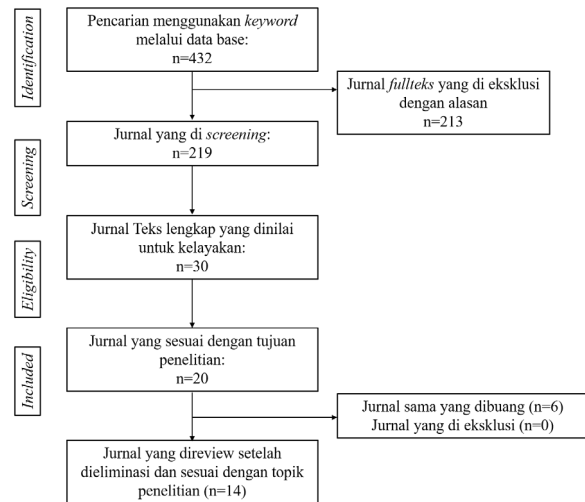 Identification
Pencarian menggunakan keyword
melalui data base:
n=432
Jurnal fullteks yang di eksklusi
dengan alasan
n=213
Screening
Jurnal yang di screening:
n=219
Eligibility
Jurnal Teks lengkap yang dinilai
untuk kelayakan:
n=30
Included
Jurnal yang sesuai dengan tujuan
penelitian:
n=20
Jurnal sama yang dibuang (n=6)
Jurnal yang di eksklusi (n=0)
Jurnal yang direview setelah
dieliminasi dan sesuai dengan topik
penelitian (n=14)